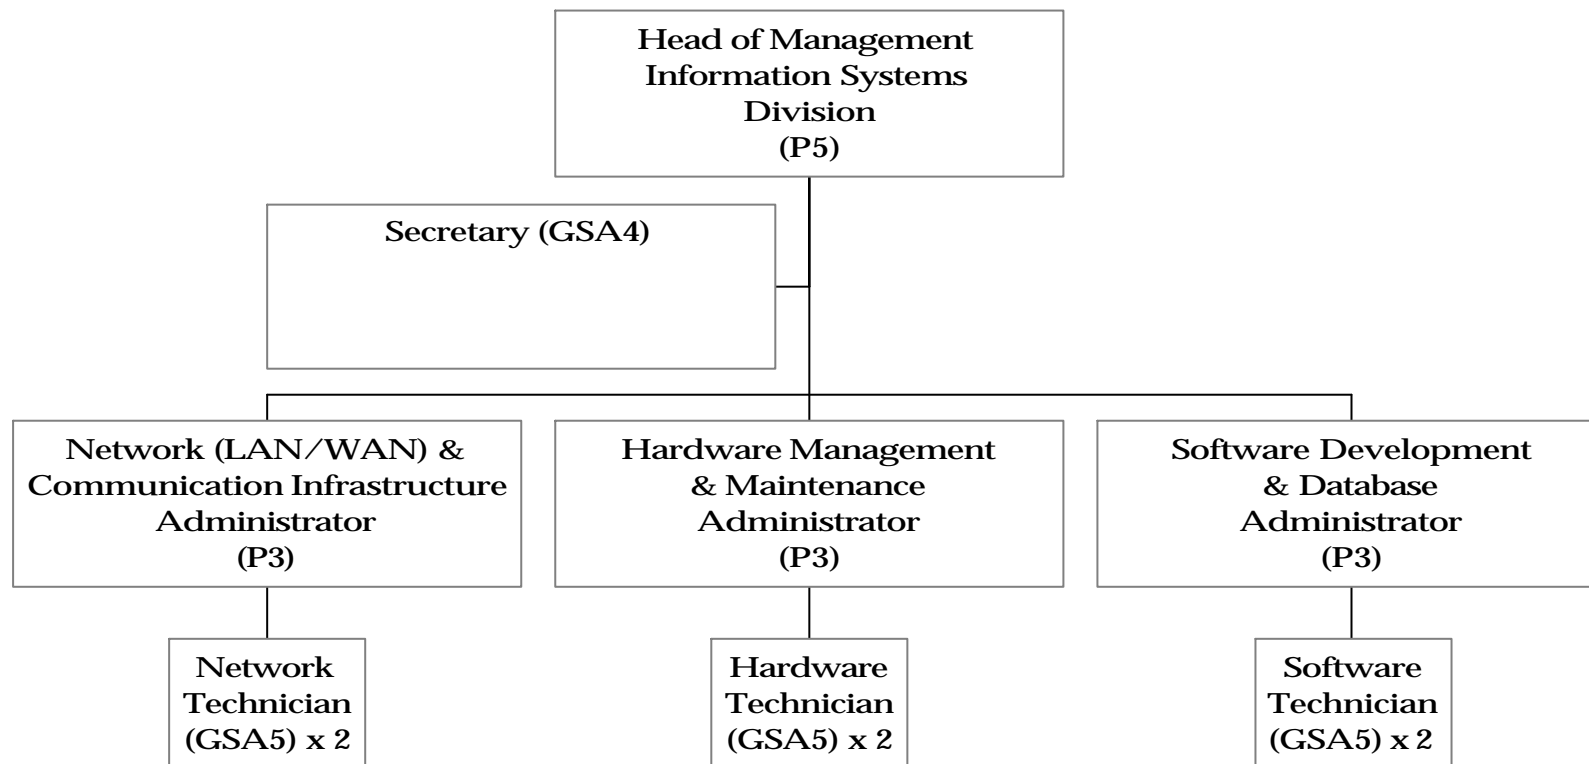 Head of Management
Information Systems
Division
(P5)
Secretary (GSA4)
Network (LAN/WAN) &
Communication Infrastructure
Administrator
(P3)
Hardware Management
& Maintenance
Administrator
(P3)
Software Development
& Database
Administrator
(P3)
Network
Technician
(GSA5) x 2
Hardware
Technician
(GSA5) x 2
Software
Technician
(GSA5) x 2